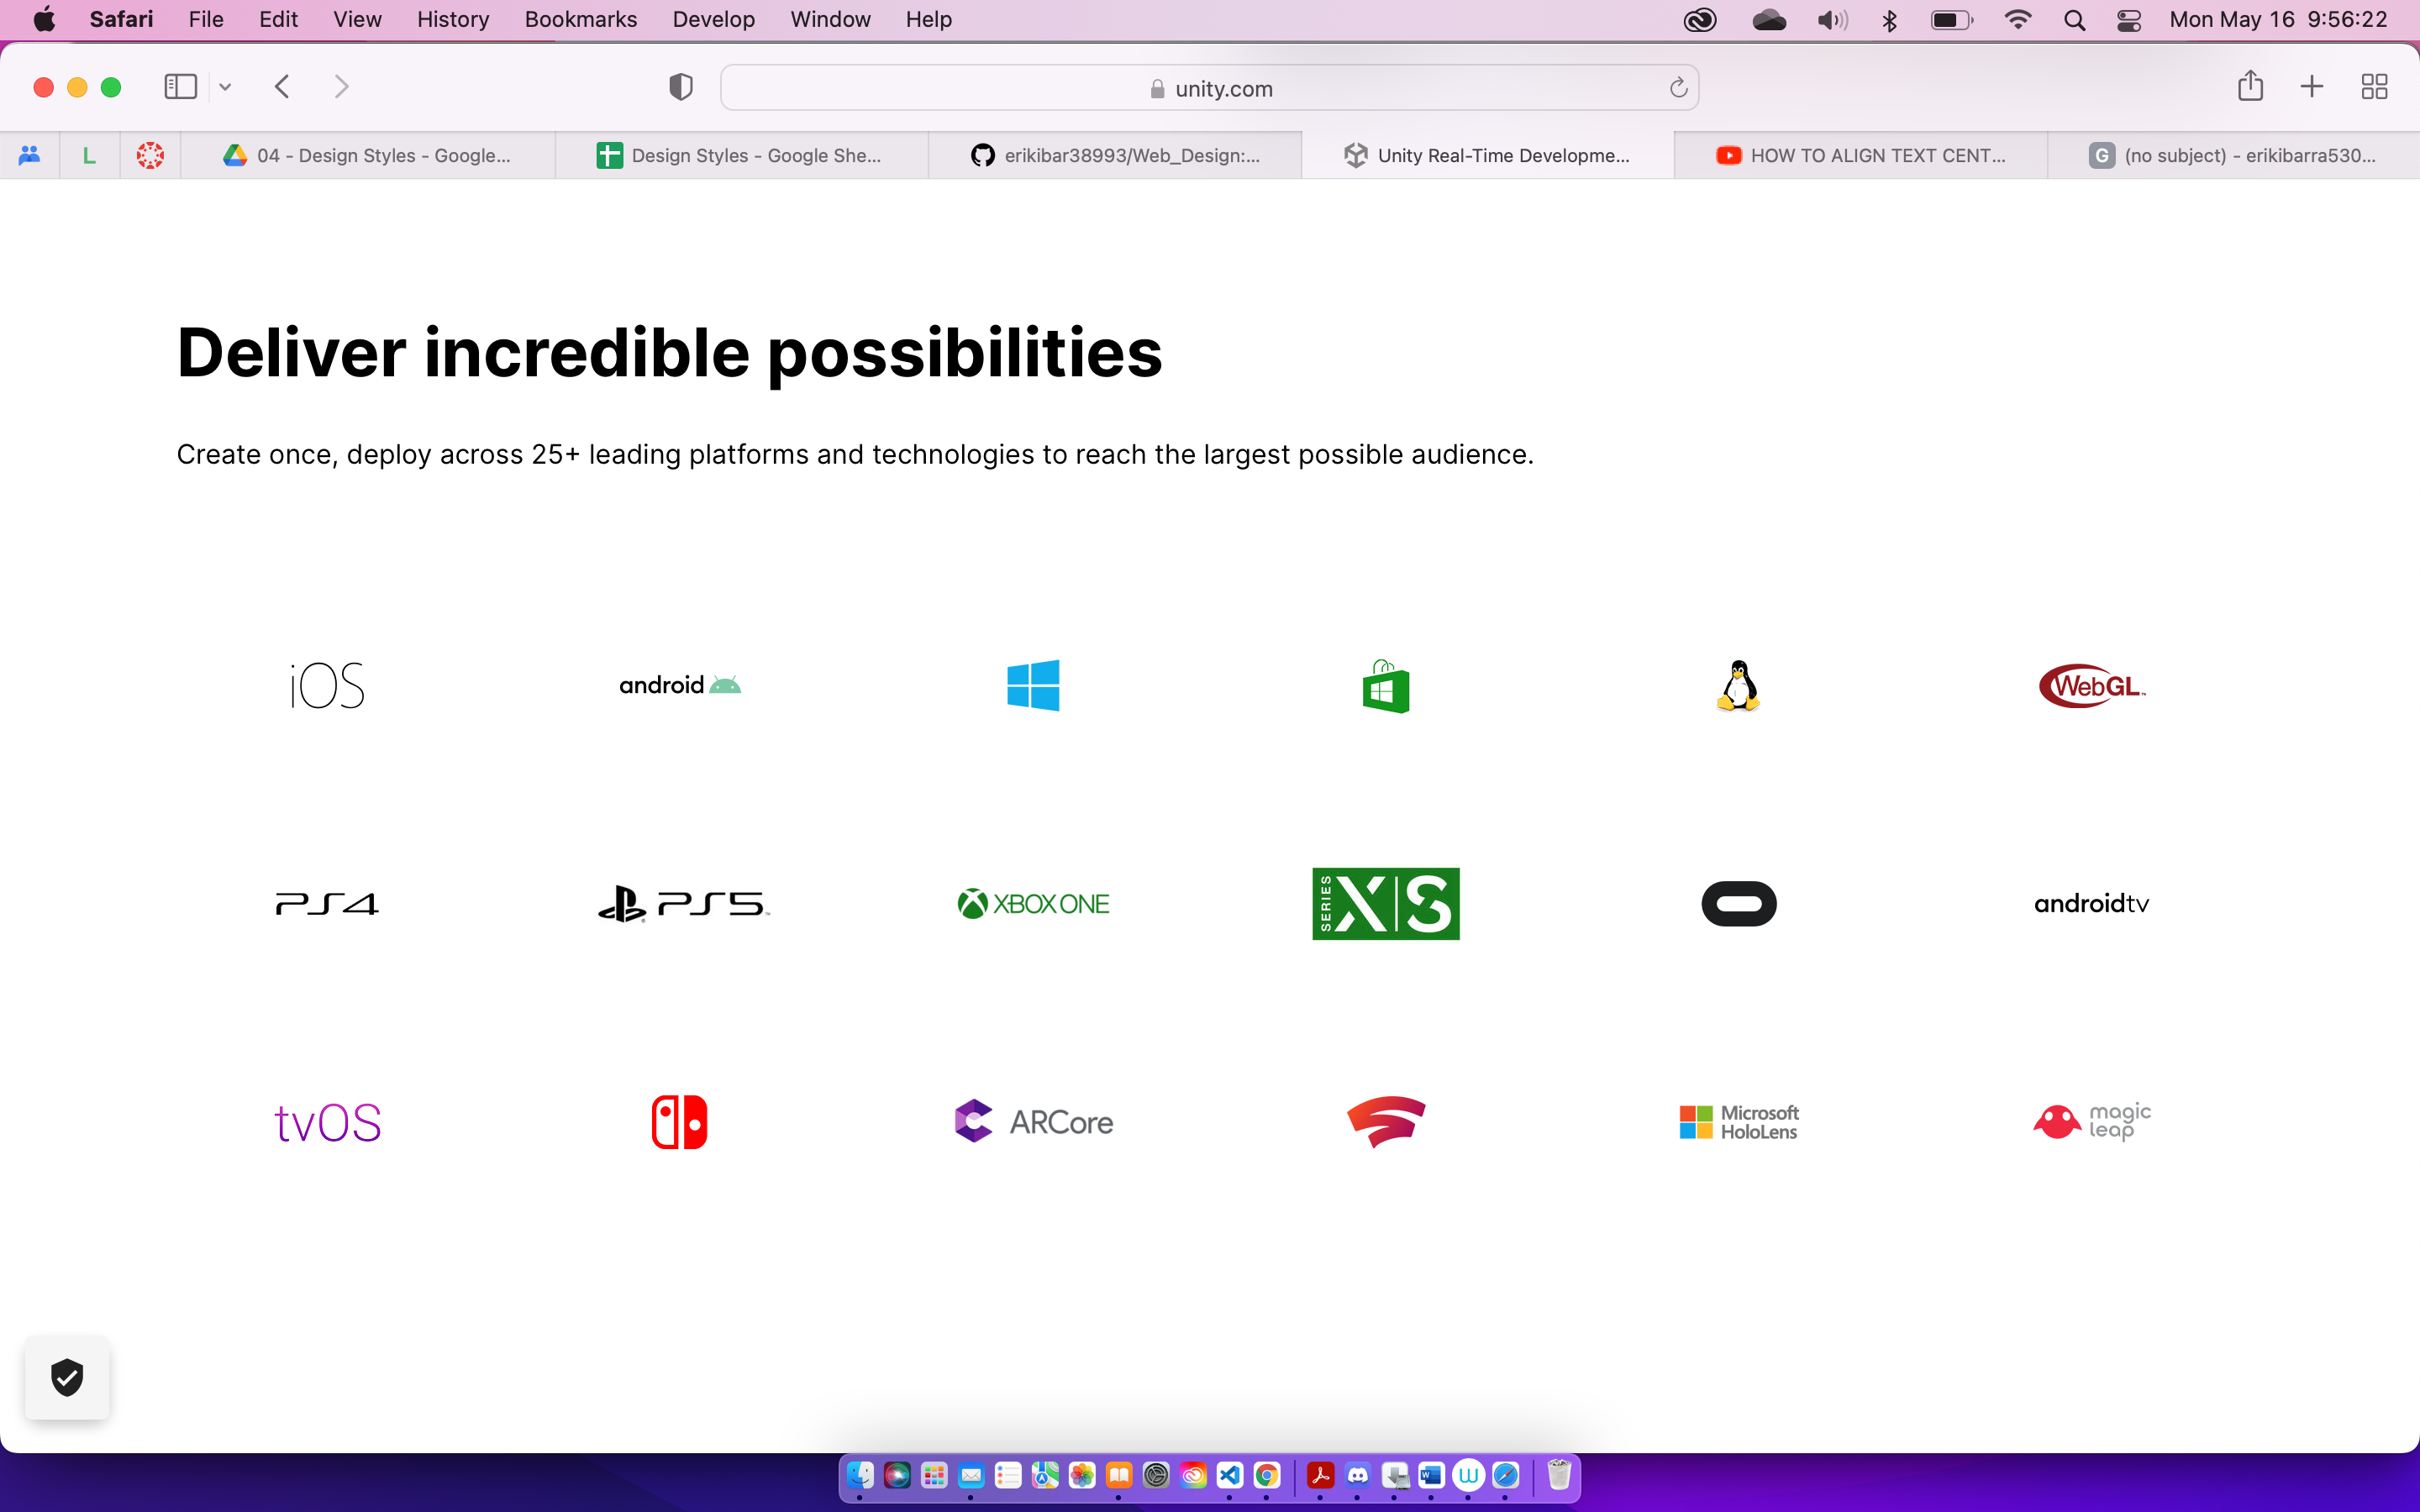 Safari File Edit View History Bookmarks Develop Window Help Mon May 16 9:56:22
unity.com
L 04 - Design Styles - Google... Design Styles - Google She... erikibar38993/Web_Design:... Unity Real-Time Developme... HOW TO ALIGN TEXT CENT... G (no subject) - erikibarra530...
Deliver incredible possibilities
Create once, deploy across 25+ leading platforms and technologies to reach the largest possible audience.
iOS android WebGL™
PS4 PS5™ XBOX ONE SERIES X|S androidtv
tvOS ARCore Microsoft HoloLens magic leap